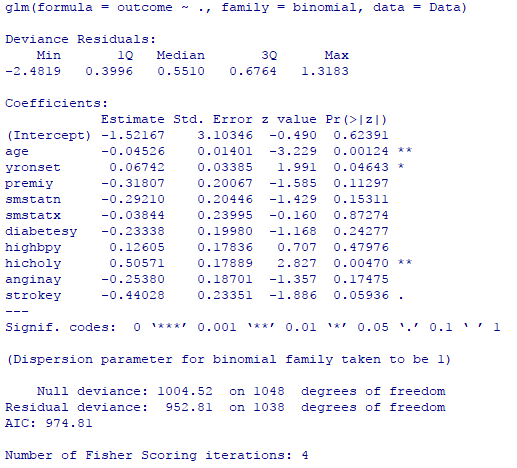 glm(formula = outcome ~ ., family = binomial, data = Data)
Deviance Residuals:
Min 1Q Median 3Q Max
-2.4819 0.3996 0.5510 0.6764 1.3183
Coefficients:
Estimate Std. Error z value Pr(>|z|)
(Intercept) -1.52167 3.10346 -0.490 0.62391
age -0.04526 0.01401 -3.229 0.00124 **
yronset 0.06742 0.03385 1.991 0.04643 *
premiy -0.31807 0.20067 -1.585 0.11297
smstatn -0.29210 0.20446 -1.429 0.15311
smstatx -0.03844 0.23995 -0.160 0.87274
diabetesy -0.23338 0.19980 -1.168 0.24277
highbpy 0.12605 0.17836 0.707 0.47976
hicholy 0.50571 0.17889 2.827 0.00470 **
anginay -0.25380 0.18701 -1.357 0.17475
strokey -0.44028 0.23351 -1.886 0.05936 .
---
Signif. codes: 0 ‘***’ 0.001 ‘**’ 0.01 ‘*’ 0.05 ‘.’ 0.1 ‘ ’ 1
(Dispersion parameter for binomial family taken to be 1)
Null deviance: 1004.52 on 1048 degrees of freedom
Residual deviance: 952.81 on 1038 degrees of freedom
AIC: 974.81
Number of Fisher Scoring iterations: 4